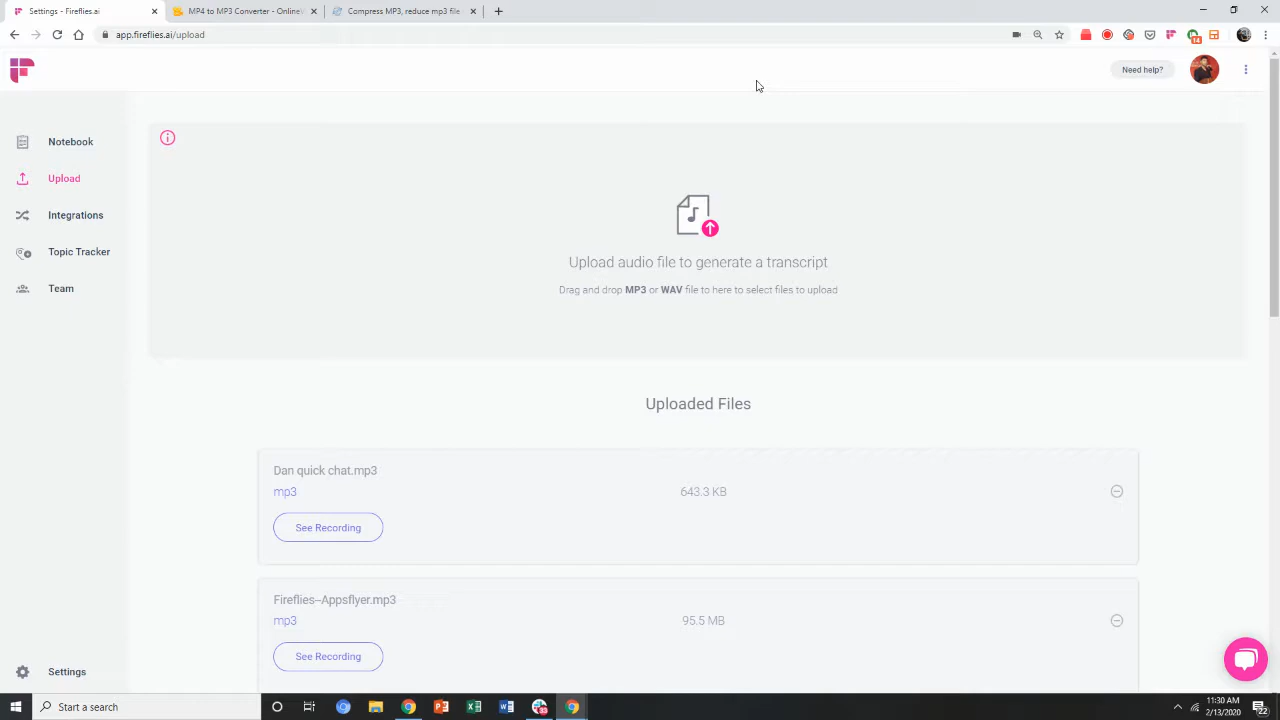 Settings - Fireflies.ai
MP4 to MP3 Converter - OnlineV
Compress MP3, reduce mp3 file
app.fireflies.ai/upload
14
Need help?
Notebook
Upload
Integrations
Topic Tracker
Team
Upload audio file to generate a transcript
Drag and drop MP3 or WAV file to here to select files to upload
Uploaded Files
Dan quick chat.mp3
mp3
643.3 KB
See Recording
Fireflies--Appsflyer.mp3
mp3
95.5 MB
See Recording
Settings
Start a search
11:30 AM
2/13/2020
22